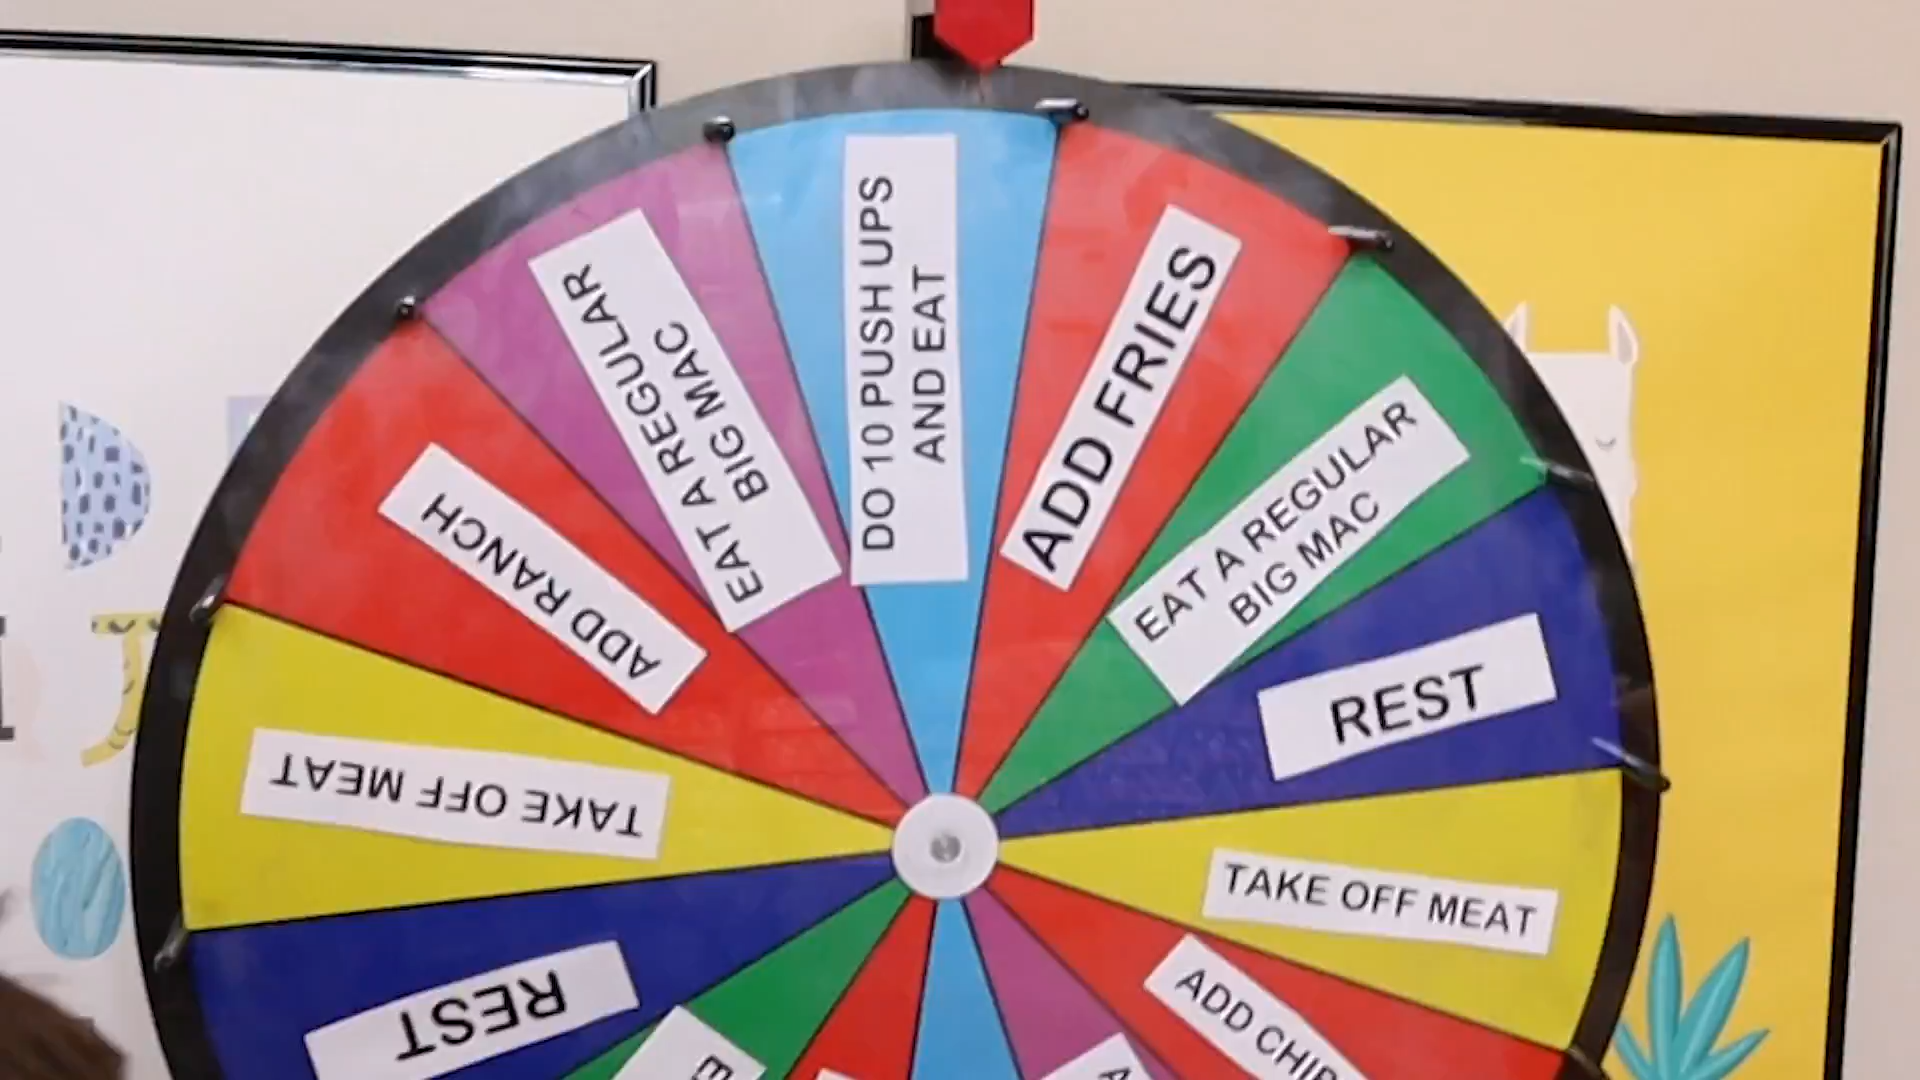 DO 10 PUSH UPS
AND EAT
ADD FRIES
EAT A REGULAR
BIG MAC
REST
TAKE OFF MEAT
REST
TAKE OFF MEAT
ADD RANCH
EAT A REGULAR
BIG MAC
ADD